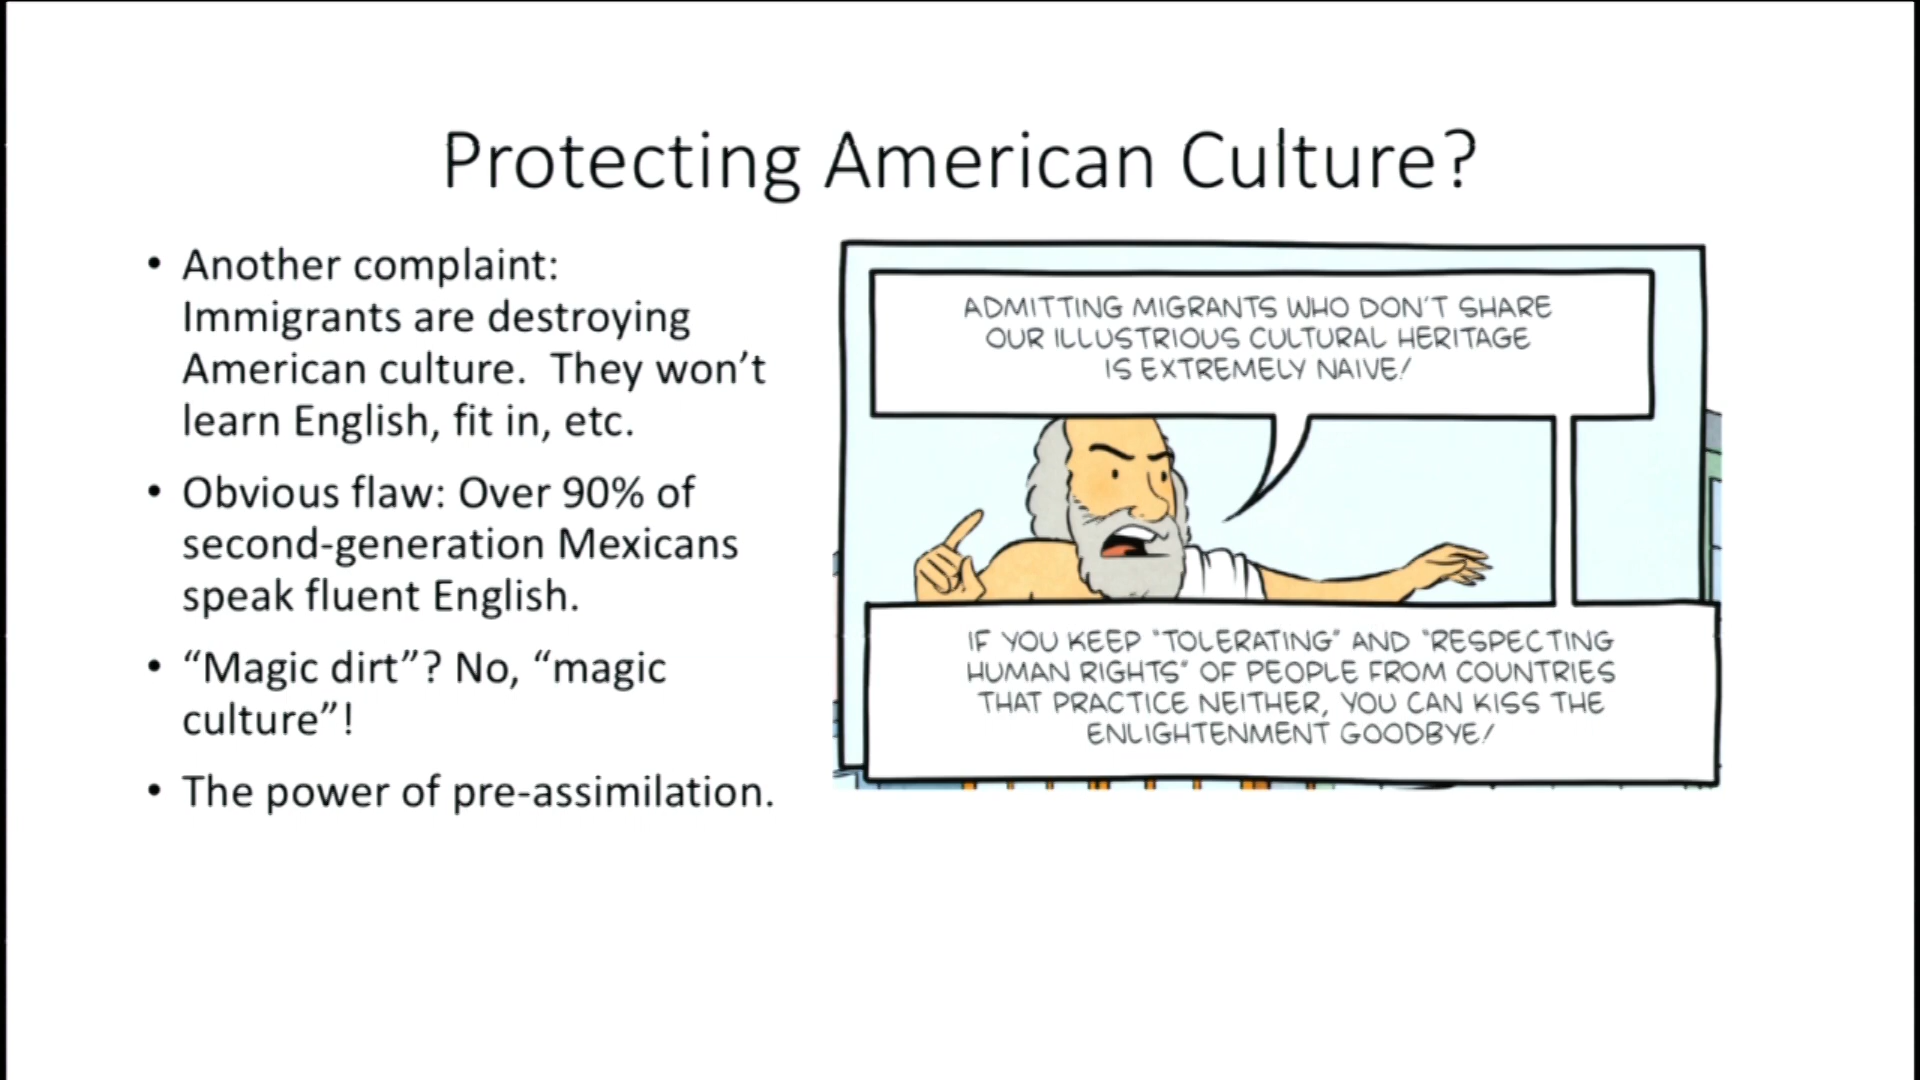 Protecting American Culture?
• Another complaint:
Immigrants are destroying
American culture.  They won’t
learn English, fit in, etc.
• Obvious flaw: Over 90% of
second-generation Mexicans
speak fluent English.
• “Magic dirt”? No, “magic
culture”!
• The power of pre-assimilation.
ADMITTING MIGRANTS WHO DON'T SHARE
OUR ILLUSTRIOUS CULTURAL HERITAGE
IS EXTREMELY NAIVE!
IF YOU KEEP "TOLERATING" AND "RESPECTING
HUMAN RIGHTS" OF PEOPLE FROM COUNTRIES
THAT PRACTICE NEITHER, YOU CAN KISS THE
ENLIGHTENMENT GOODBYE!